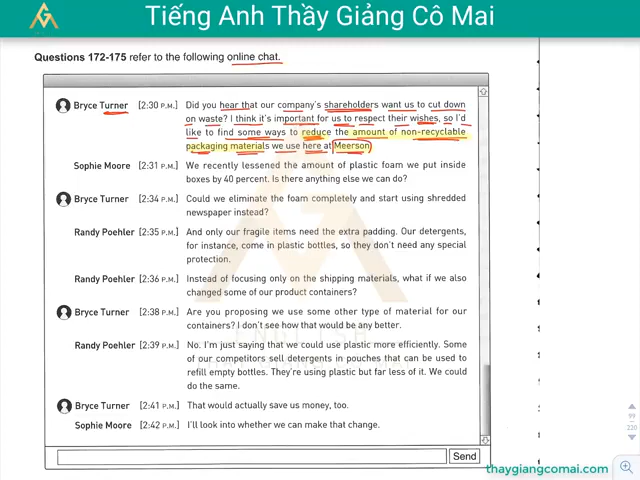 AG
Tiếng Anh Thầy Giảng Cô Mai
Questions 172-175 refer to the following online chat.
Bryce Turner [2:30 P.M.] Did you hear that our company's shareholders want us to cut down
on waste? I think it's important for us to respect their wishes, so I'd
like to find some ways to reduce the amount of non-recyclable
packaging materials we use here at Meerson.
Sophie Moore [2:31 P.M.] We recently lessened the amount of plastic foam we put inside
boxes by 40 percent. Is there anything else we can do?
Bryce Turner [2:34 P.M.] Could we eliminate the foam completely and start using shredded
newspaper instead?
Randy Poehler [2:35 P.M.] And only our fragile items need the extra padding. Our detergents,
for instance, come in plastic bottles, so they don't need any special
protection.
Randy Poehler [2:36 P.M.] Instead of focusing only on the shipping materials, what if we also
changed some of our product containers?
Bryce Turner [2:38 P.M.] Are you proposing we use some other type of material for our
containers? I don't see how that would be any better.
Randy Poehler [2:39 P.M.] No. I'm just saying that we could use plastic more efficiently. Some
of our competitors sell detergents in pouches that can be used to
refill empty bottles. They're using plastic but far less of it. We could
do the same.
Bryce Turner [2:41 P.M.] That would actually save us money, too.
Sophie Moore [2:42 P.M.] I'll look into whether we can make that change.
Send
99
220
thaygiangcomai.com